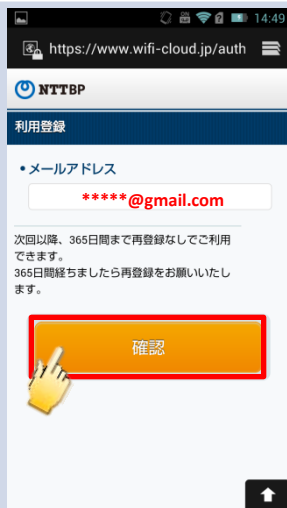 14:49
https://www.wifi-cloud.jp/auth
NTTBP
利用登録
・メールアドレス
*****@gmail.com
次回以降、365日間まで再登録なしでご利用
できます。
365日間経ちましたら再登録をお願いいたし
ます。
確認